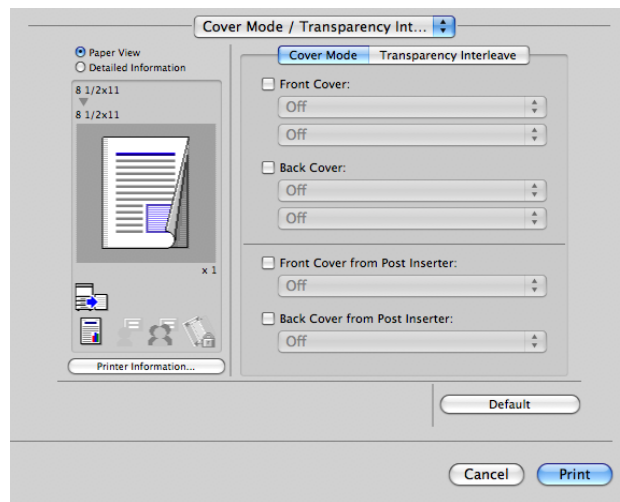 Cover Mode / Transparency Int...
Paper View
Detailed Information
8 1/2x11
8 1/2x11
x 1
Printer Information...
Cover Mode
Transparency Interleave
Front Cover:
Off
Off
Back Cover:
Off
Off
Front Cover from Post Inserter:
Off
Back Cover from Post Inserter:
Off
Default
Cancel
Print